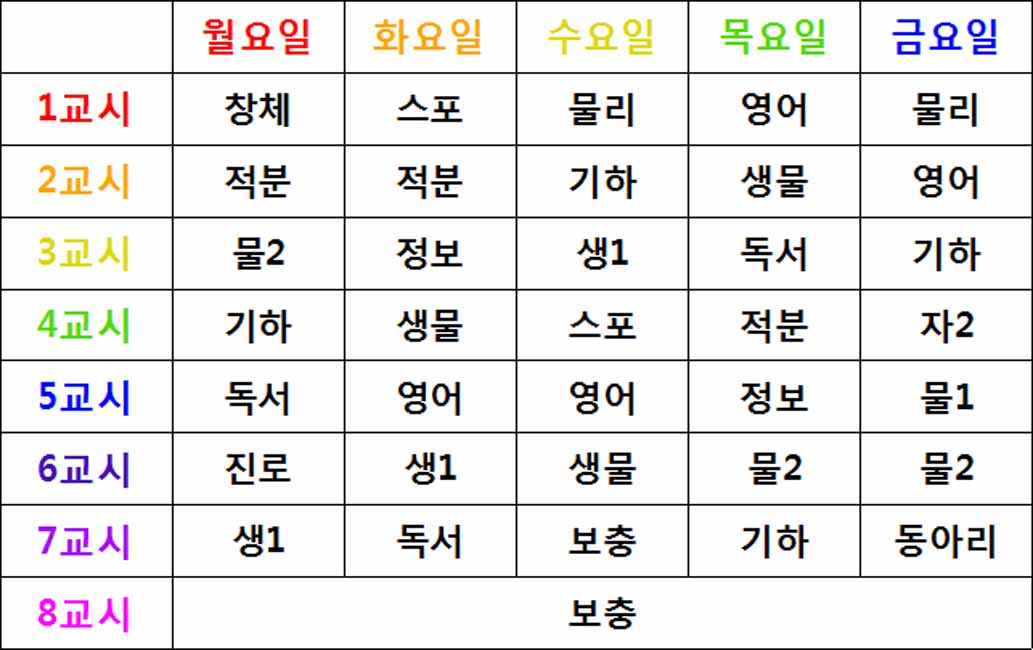 월요일 화요일 수요일 목요일 금요일
1교시 창체 스포 물리 영어 물리
2교시 적분 적분 기하 생물 영어
3교시 물2 정보 생1 독서 기하
4교시 기하 생물 스포 적분 자2
5교시 독서 영어 영어 정보 물1
6교시 진로 생1 생물 물2 물2
7교시 생1 독서 보충 기하 동아리
8교시 보충